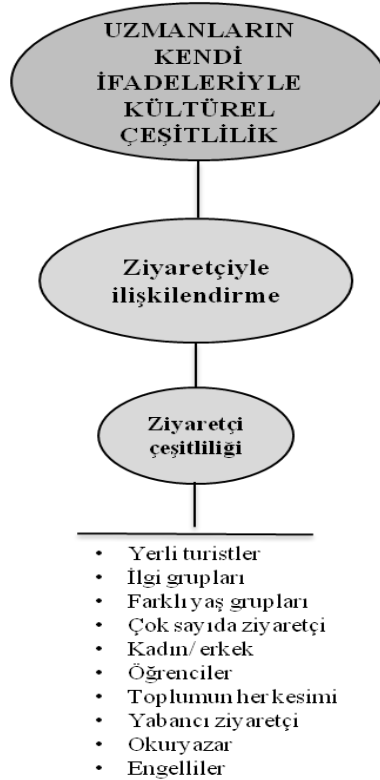 UZMANLARIN
KENDİ
İFADELERİYLE
KÜLTÜREL
ÇEŞİTLİLİK
Ziyaretçiyle
ilişkilendirme
Ziyaretçi
çeşitliliği
• Yerli turistler
• İlgi grupları
• Farklı yaş grupları
• Çok sayıda ziyaretçi
• Kadın/ erkek
• Öğrenciler
• Toplumun her kesimi
• Yabancı ziyaretçi
• Okuryazar
• Engelliler